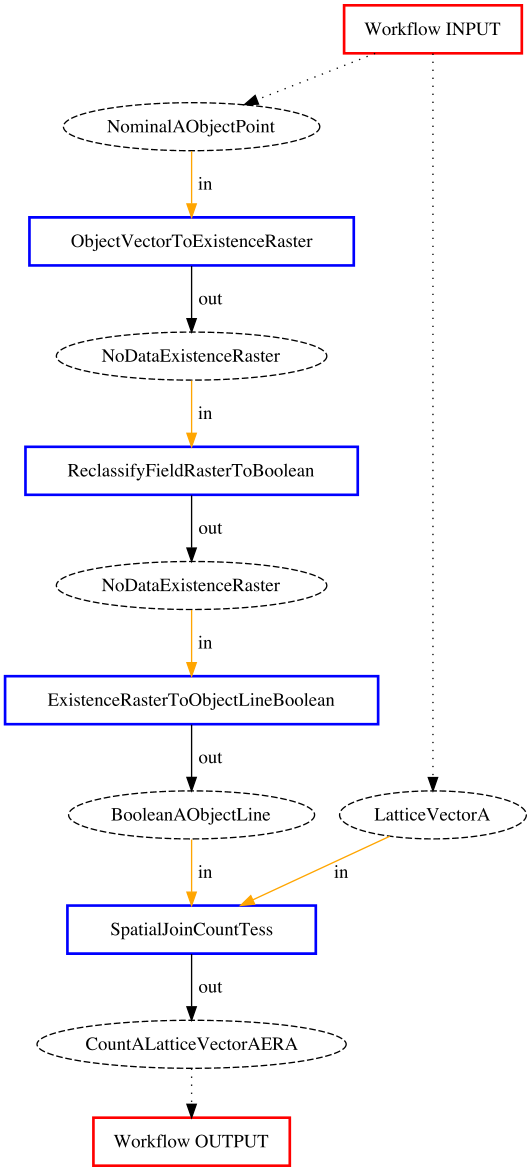 Workflow INPUT
NominalAObjectPoint
in
ObjectVectorToExistenceRaster
out
NoDataExistenceRaster
in
ReclassifyFieldRasterToBoolean
out
NoDataExistenceRaster
in
ExistenceRasterToObjectLineBoolean
out
BooleanAObjectLine
LatticeVectorA
in
in
SpatialJoinCountTess
out
CountALatticeVectorAERA
Workflow OUTPUT